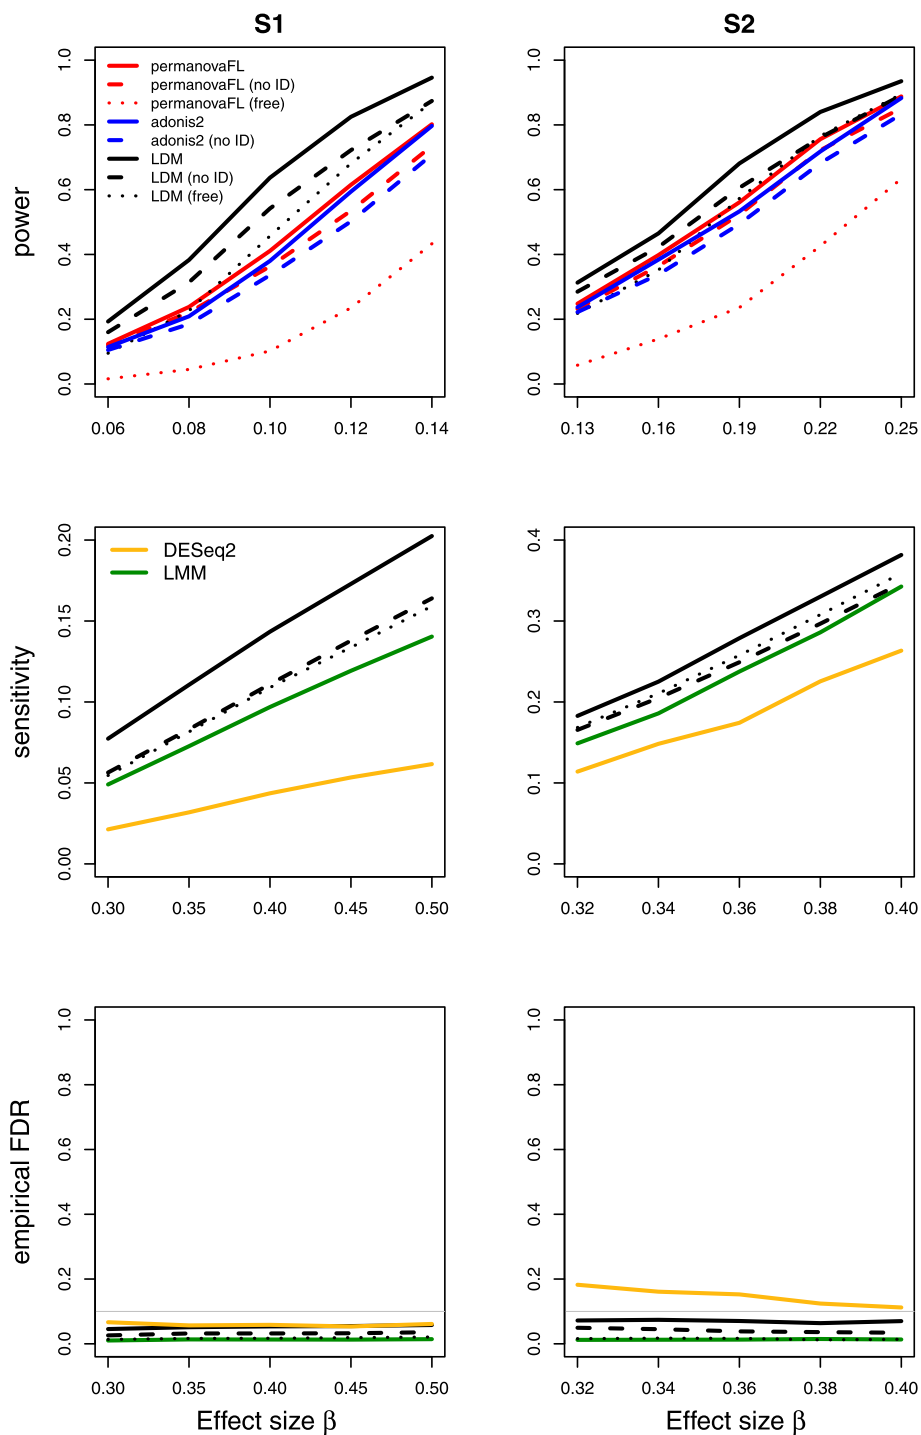 S1
S2
power
1.0
0.8
0.6
0.4
0.2
0.0
permanovaFL
permanovaFL (no ID)
permanovaFL (free)
adonis2
adonis2 (no ID)
LDM
LDM (no ID)
LDM (free)
0.06 0.08 0.10 0.12 0.14
1.0
0.8
0.6
0.4
0.2
0.0
0.13 0.16 0.19 0.22 0.25
sensitivity
0.20
0.15
0.10
0.05
0.00
DESeq2
LMM
0.30 0.35 0.40 0.45 0.50
0.4
0.3
0.2
0.1
0.0
0.32 0.34 0.36 0.38 0.40
empirical FDR
1.0
0.8
0.6
0.4
0.2
0.0
0.30 0.35 0.40 0.45 0.50
Effect size β
1.0
0.8
0.6
0.4
0.2
0.0
0.32 0.34 0.36 0.38 0.40
Effect size β